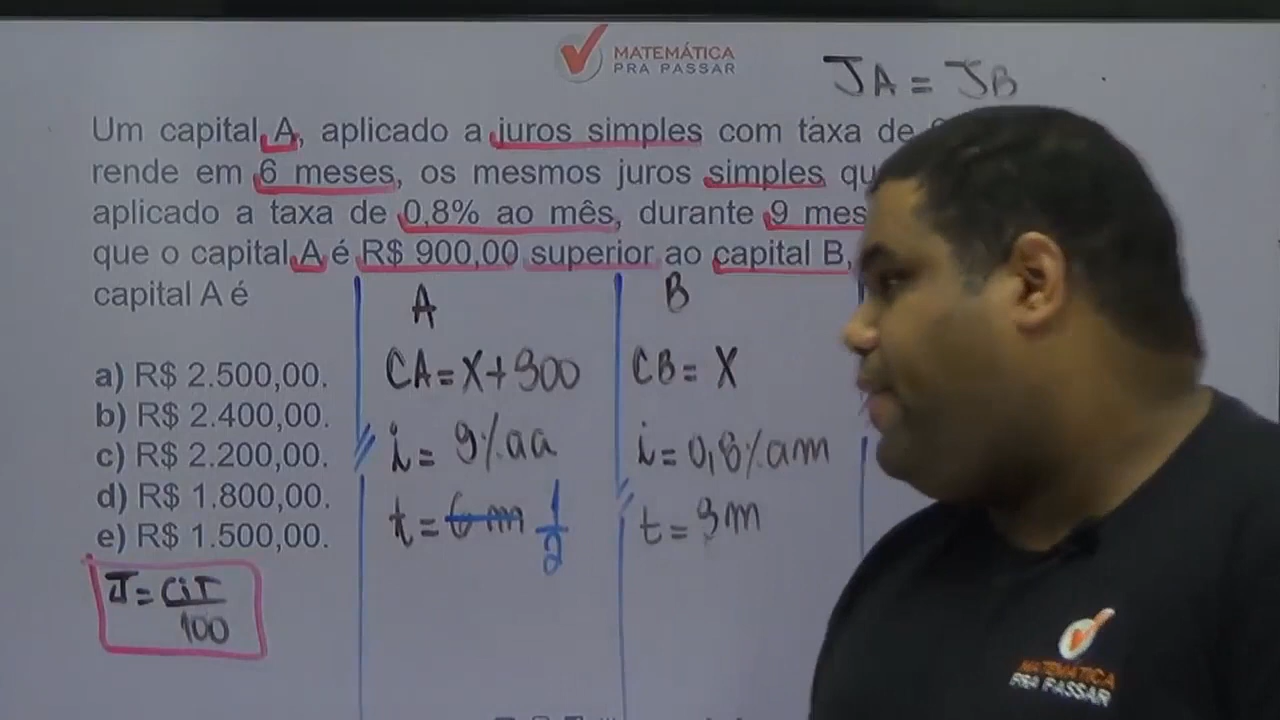 MATEMÁTICA
PRA PASSAR
JA = JB
Um capital A, aplicado a juros simples com taxa de
rende em 6 meses, os mesmos juros simples qu
aplicado a taxa de 0,8% ao mês, durante 9 mes
que o capital A é R$ 900,00 superior ao capital B,
capital A é
a) R$ 2.500,00.
b) R$ 2.400,00.
c) R$ 2.200,00.
d) R$ 1.800,00.
e) R$ 1.500,00.
J = CiT
100
A
CA = X + 900
i = 9% aa
t = 6 m 1/2
B
CB = X
i = 0,8% am
t = 9m
MATEMÁTICA
PRA PASSAR